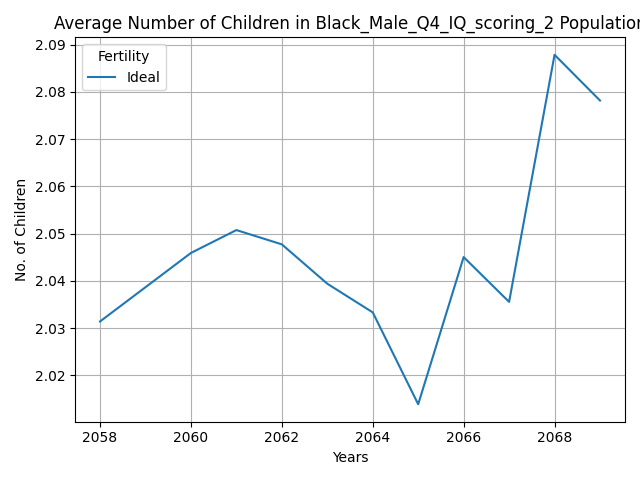 Average Number of Children in Black_Male_Q4_IQ_scoring_2 Population
Fertility
Ideal
2.09
2.08
2.07
2.06
2.05
2.04
2.03
2.02
No. of Children
2058 2060 2062 2064 2066 2068
Years